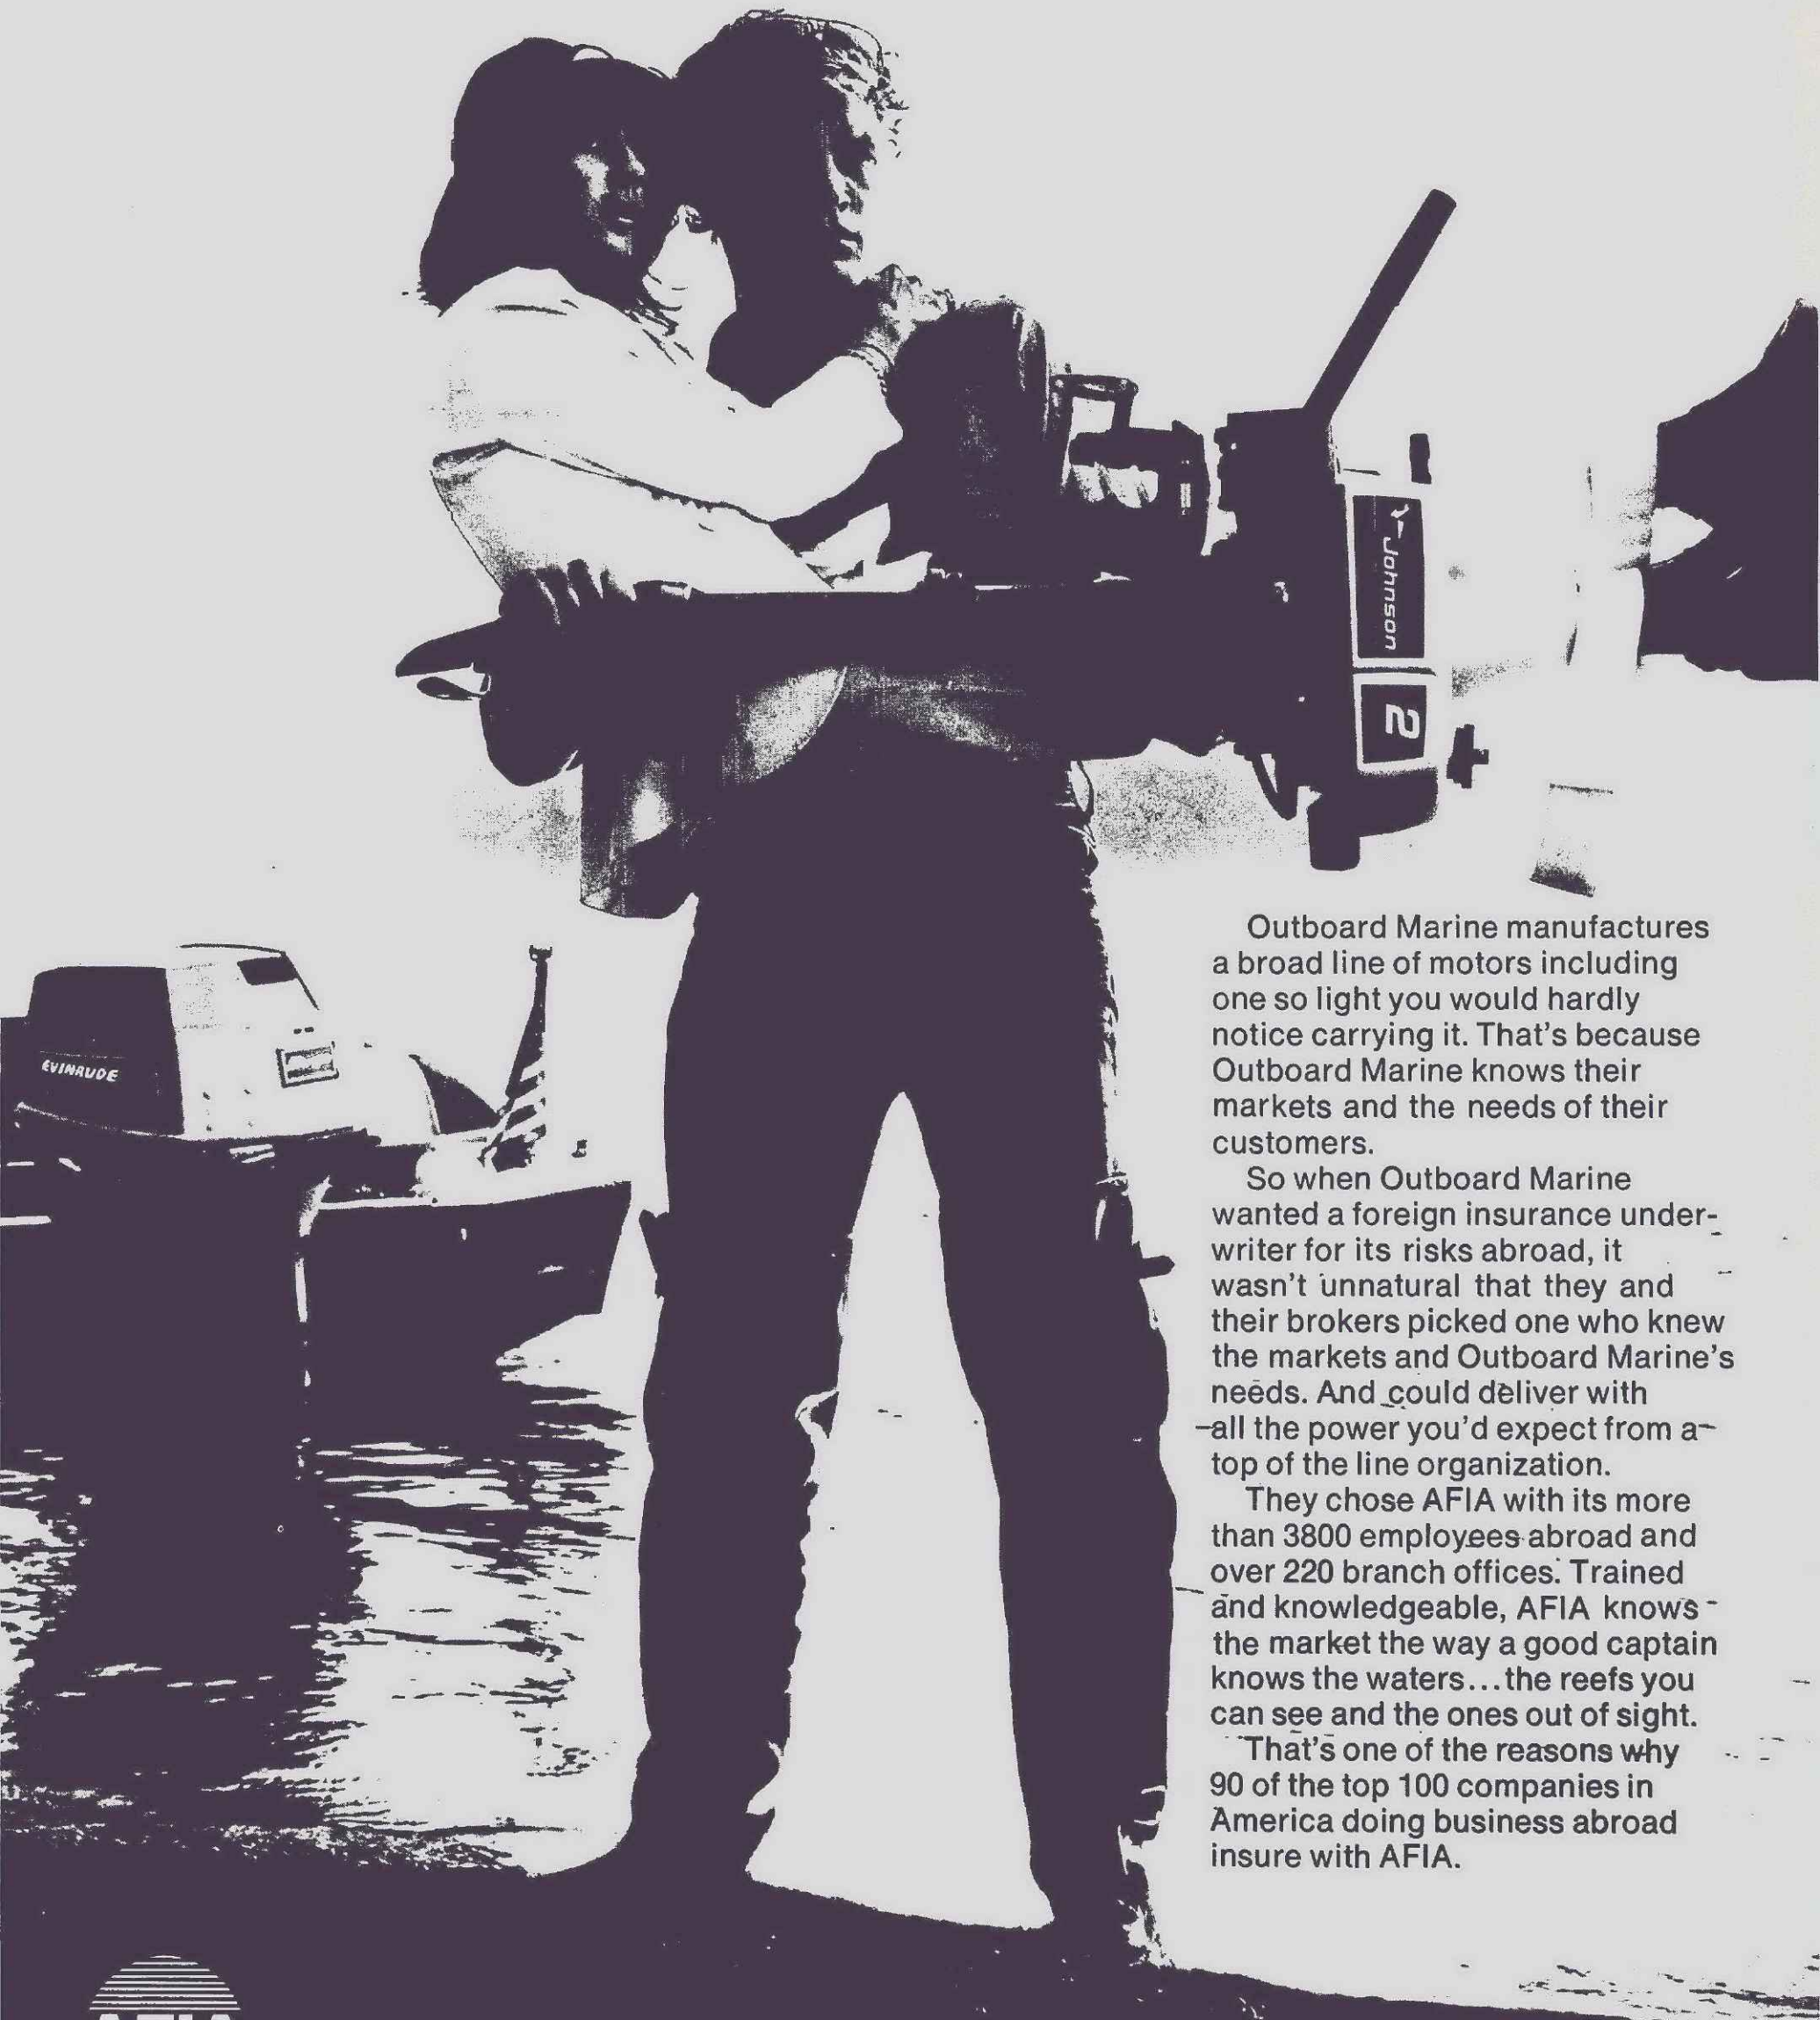 Johnson
2
EVINRUDE
Outboard Marine manufactures
a broad line of motors including
one so light you would hardly
notice carrying it. That's because
Outboard Marine knows their
markets and the needs of their
customers.
So when Outboard Marine
wanted a foreign insurance under-
writer for its risks abroad, it
wasn't unnatural that they and
their brokers picked one who knew
the markets and Outboard Marine's
needs. And could deliver with
all the power you'd expect from a
top of the line organization.
They chose AFIA with its more
than 3800 employees abroad and
over 220 branch offices. Trained
and knowledgeable, AFIA knows
the market the way a good captain
knows the waters...the reefs you
can see and the ones out of sight.
That's one of the reasons why
90 of the top 100 companies in
America doing business abroad
insure with AFIA.